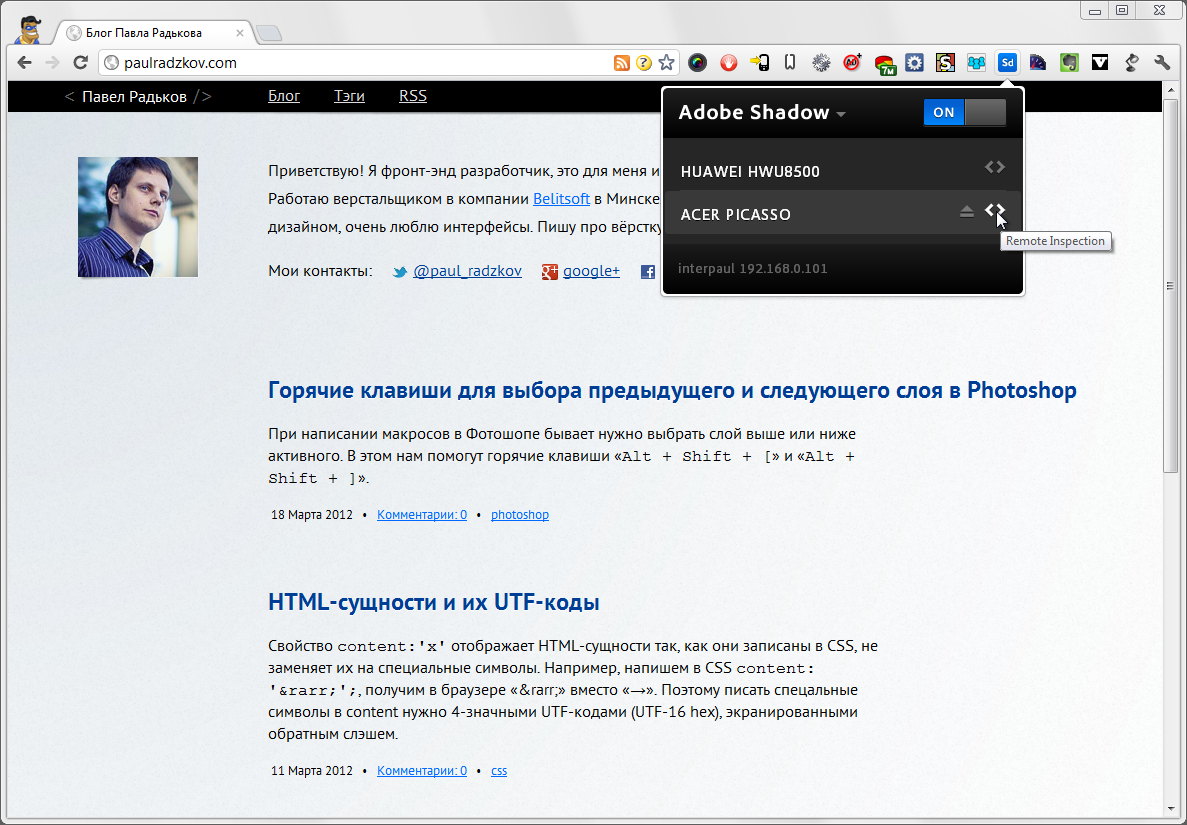 Блог Павла Радькова
paulradzkov.com
7M
Sd
< Павел Радьков />
Блог Тэги RSS
Adobe Shadow
ON
HUAWEI HWU8500
ACER PICASSO
Remote Inspection
interpaul 192.168.0.101
Приветствую! Я фронт-энд разработчик, это для меня и
Работаю верстальщиком в компании Belitsoft в Минске
дизайном, очень люблю интерфейсы. Пишу про вёрстку
Мои контакты: @paul_radzkov google+
Горячие клавиши для выбора предыдущего и следующего слоя в Photoshop
При написании макросов в Фотошопе бывает нужно выбрать слой выше или ниже
активного. В этом нам помогут горячие клавиши «Alt + Shift + [» и «Alt +
Shift + ]».
18 Марта 2012 • Комментарии: 0 • photoshop
HTML-сущности и их UTF-коды
Свойство content:'x' отображает HTML-сущности так, как они записаны в CSS, не
заменяет их на специальные символы. Например, напишем в CSS content:
'&rarr;';, получим в браузере «&rarr;» вместо «→». Поэтому писать спецальные
символы в content нужно 4-значными UTF-кодами (UTF-16 hex), экранированными
обратным слэшем.
11 Марта 2012 • Комментарии: 0 • css